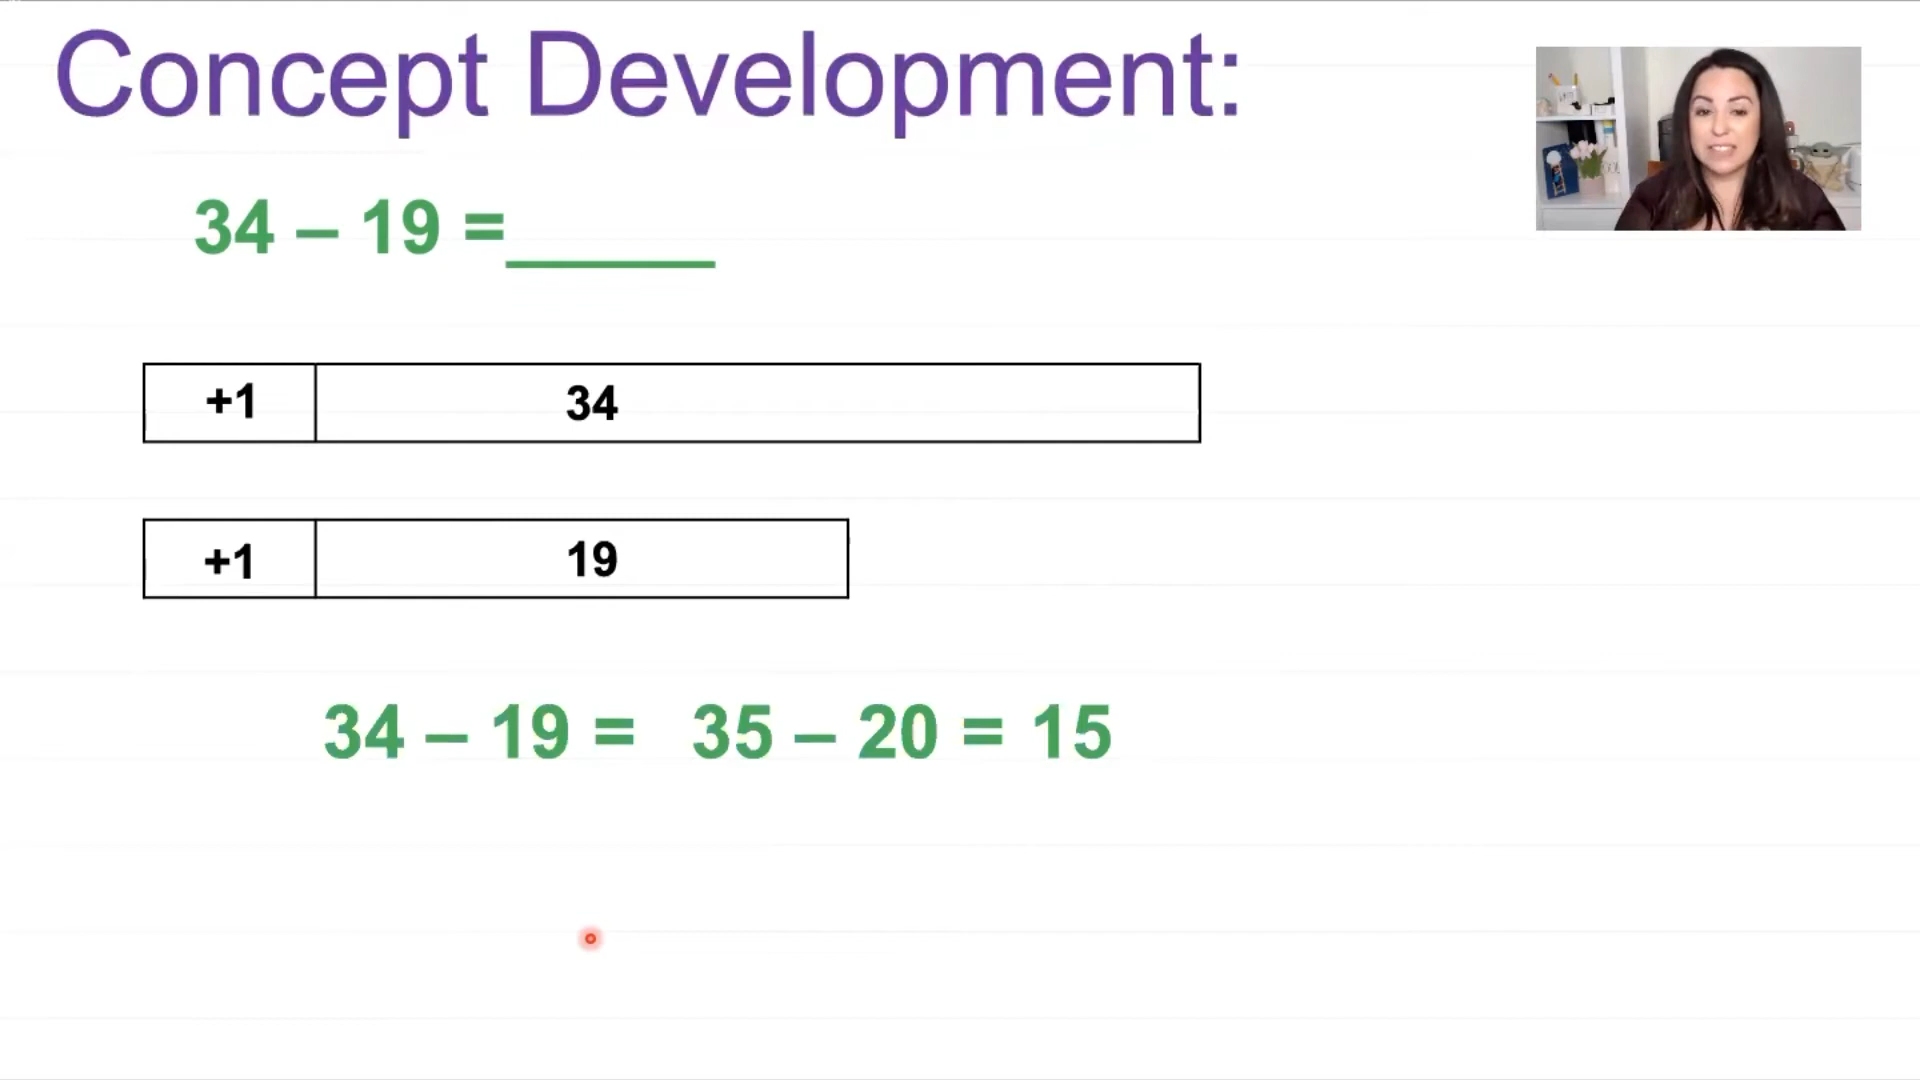 Concept Development:
34 – 19 =______
+1 34
+1 19
34 – 19 = 35 – 20 = 15